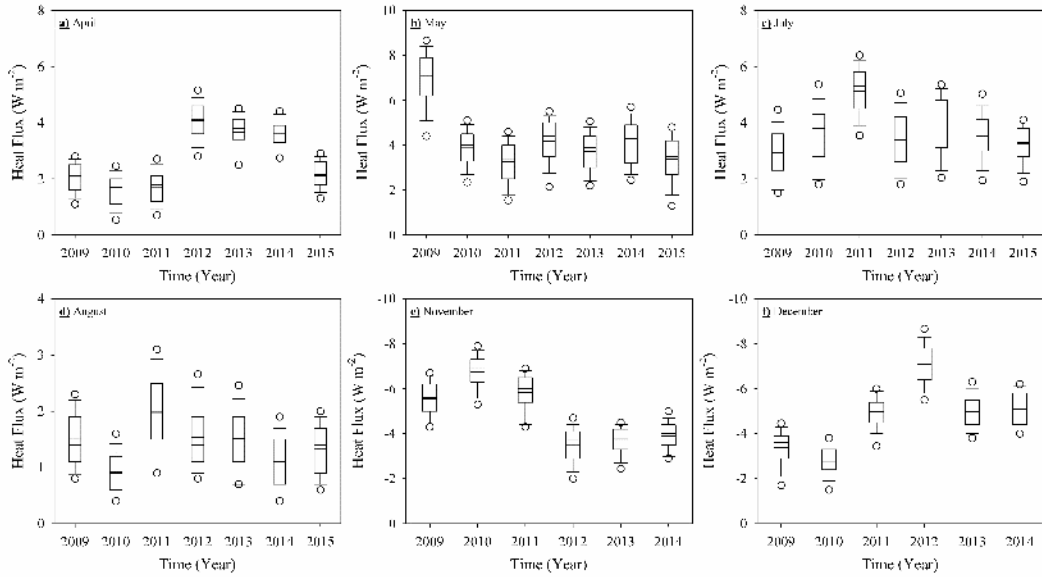 a) April
8
6
4
2
0
Heat Flux (W m-2)
2009 2010 2011 2012 2013 2014 2015
Time (Year)
b) May
10
8
6
4
2
0
Heat Flux (W m-2)
2009 2010 2011 2012 2013 2014 2015
Time (Year)
c) July
8
6
4
2
0
Heat Flux (W m-2)
2009 2010 2011 2012 2013 2014 2015
Time (Year)
d) August
4
3
2
1
0
Heat Flux (W m-2)
2009 2010 2011 2012 2013 2014 2015
Time (Year)
e) November
-10
-8
-6
-4
-2
0
Heat Flux (W m-2)
2009 2010 2011 2012 2013 2014
Time (Year)
f) December
-10
-8
-6
-4
-2
0
Heat Flux (W m-2)
2009 2010 2011 2012 2013 2014
Time (Year)